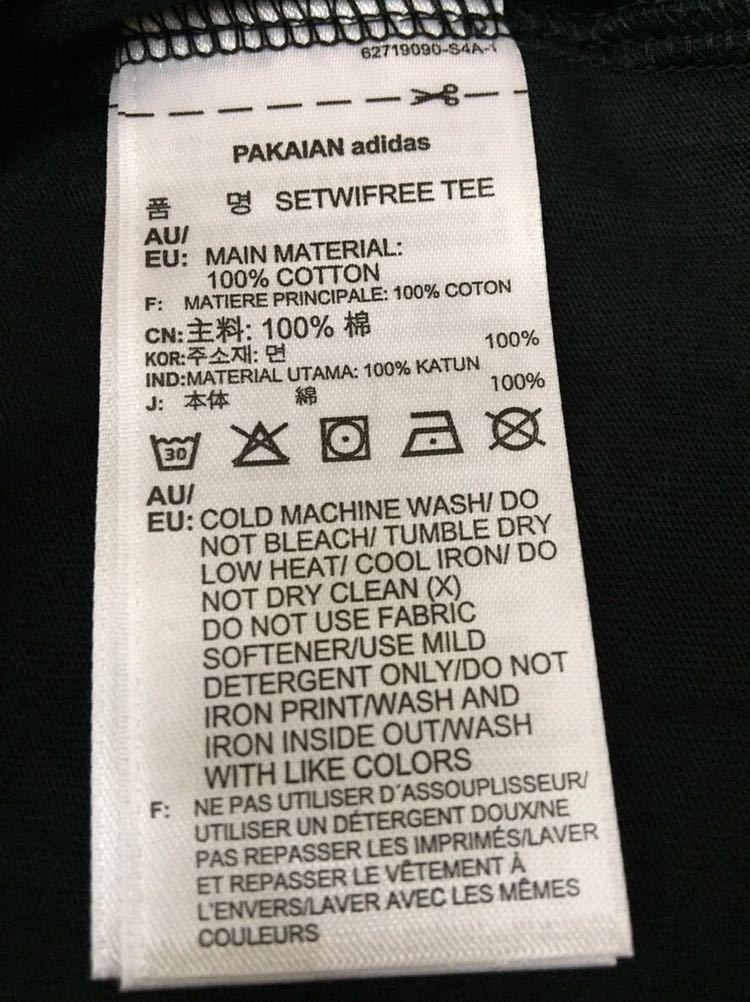 62719090-S4A-1
PAKAIAN adidas
품 명 SETWIFREE TEE
AU/
EU: MAIN MATERIAL:
100% COTTON
F: MATIERE PRINCIPALE: 100% COTON
CN:主料: 100% 棉
KOR:주소재: 면 100%
IND:MATERIAL UTAMA: 100% KATUN
J: 本体 綿 100%
30
AU/
EU: COLD MACHINE WASH/ DO
NOT BLEACH/ TUMBLE DRY
LOW HEAT/ COOL IRON/ DO
NOT DRY CLEAN (X)
DO NOT USE FABRIC
SOFTENER/USE MILD
DETERGENT ONLY/DO NOT
IRON PRINT/WASH AND
IRON INSIDE OUT/WASH
WITH LIKE COLORS
F: NE PAS UTILISER D'ASSOUPLISSEUR/
UTILISER UN DÉTERGENT DOUX/NE
PAS REPASSER LES IMPRIMÉS/LAVER
ET REPASSER LE VÊTEMENT À
L'ENVERS/LAVER AVEC LES MÊMES
COULEURS